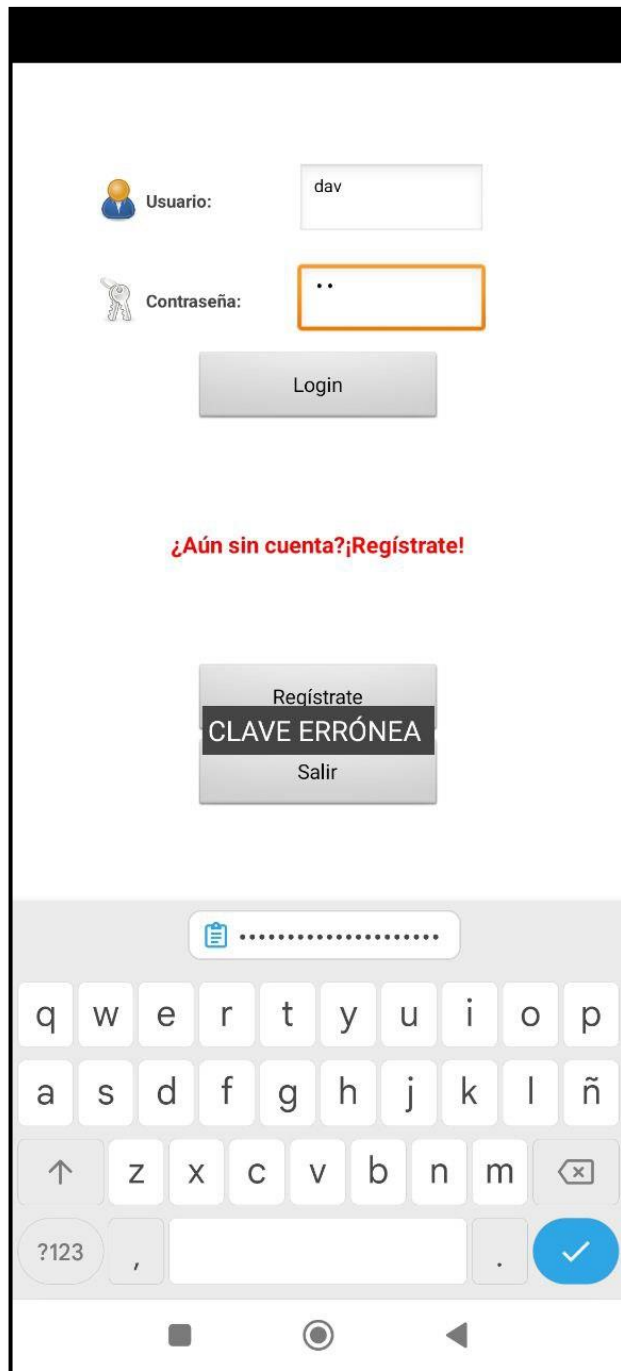 Usuario:
dav
Contraseña:
••
Login
¿Aún sin cuenta?¡Regístrate!
Regístrate
CLAVE ERRÓNEA
Salir
•••••••••••••••••••••
q w e r t y u i o p
a s d f g h j k l ñ
z x c v b n m
?123 , .